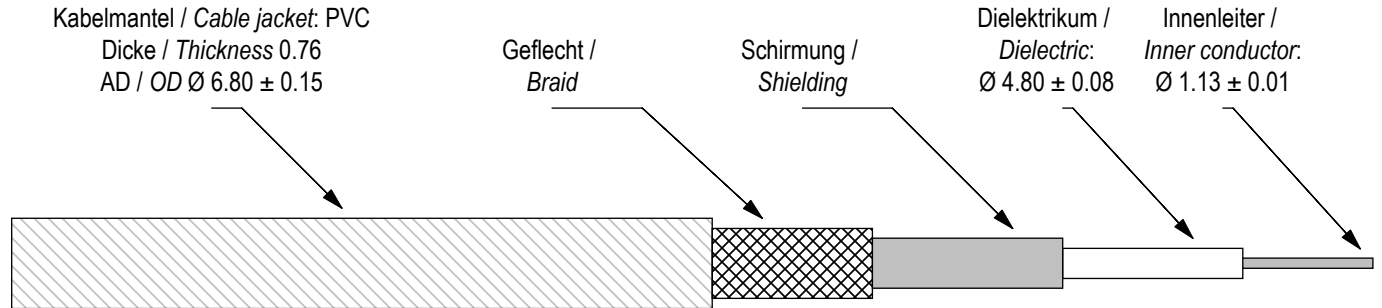 Kabelmantel / Cable jacket: PVC
Dicke / Thickness 0.76
AD / OD Ø 6.80 ± 0.15
Geflecht /
Braid
Schirmung /
Shielding
Dielektrikum /
Dielectric:
Ø 4.80 ± 0.08
Innenleiter /
Inner conductor:
Ø 1.13 ± 0.01